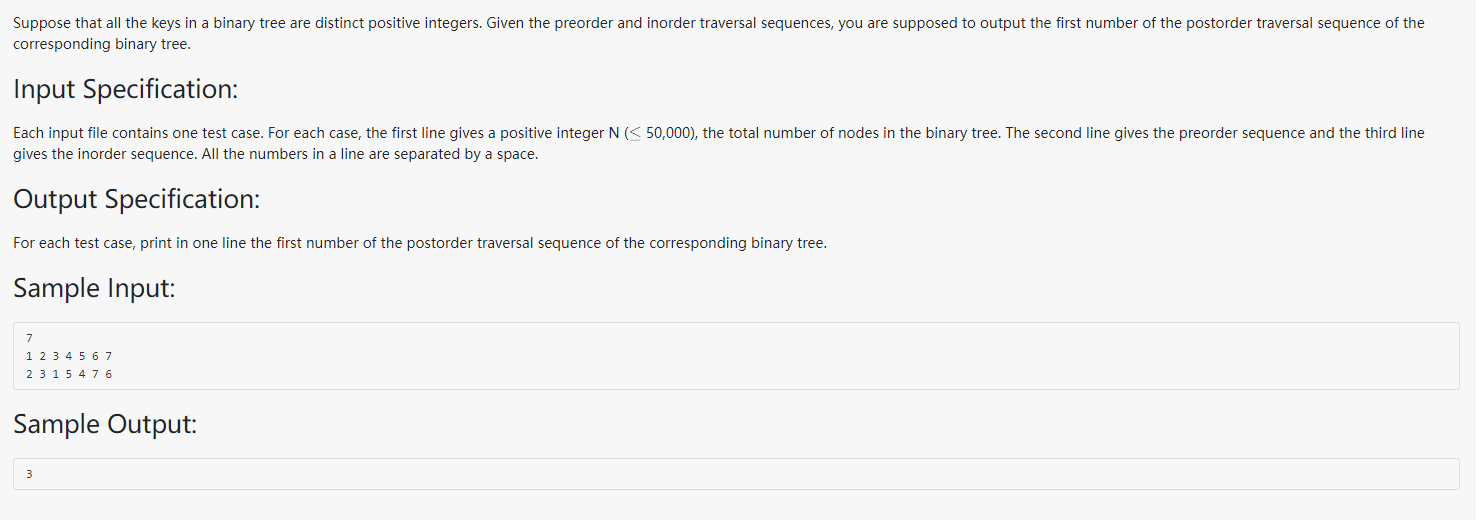 Suppose that all the keys in a binary tree are distinct positive integers. Given the preorder and inorder traversal sequences, you are supposed to output the first number of the postorder traversal sequence of the
corresponding binary tree.
Input Specification:
Each input file contains one test case. For each case, the first line gives a positive integer N (≤ 50,000), the total number of nodes in the binary tree. The second line gives the preorder sequence and the third line
gives the inorder sequence. All the numbers in a line are separated by a space.
Output Specification:
For each test case, print in one line the first number of the postorder traversal sequence of the corresponding binary tree.
Sample Input:
7
1 2 3 4 5 6 7
2 3 1 5 4 7 6
Sample Output:
3